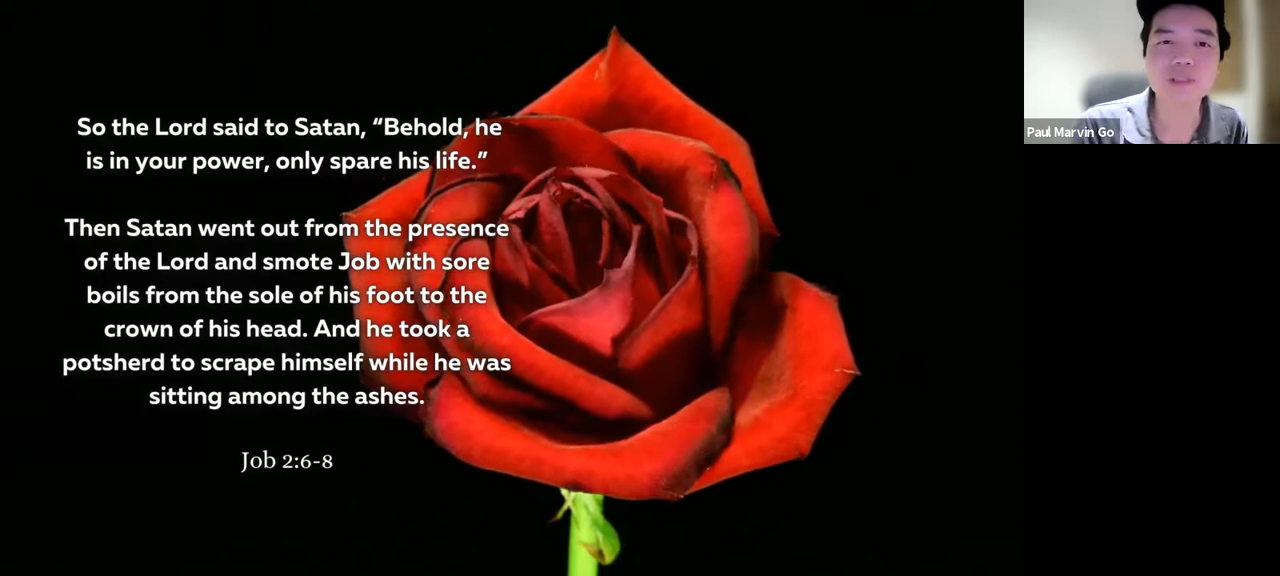 So the Lord said to Satan, “Behold, he
is in your power, only spare his life.”
Then Satan went out from the presence
of the Lord and smote Job with sore
boils from the sole of his foot to the
crown of his head. And he took a
potsherd to scrape himself while he was
sitting among the ashes.
Job 2:6-8
Paul Marvin Go